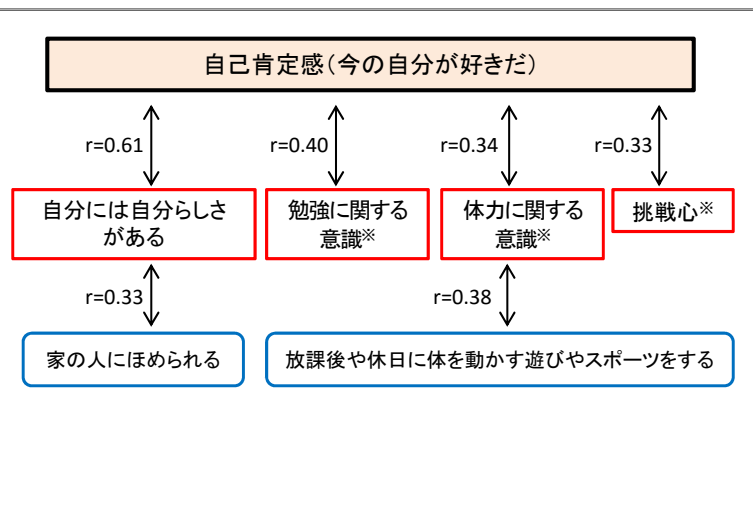 自己肯定感（今の自分が好きだ）
r=0.61
r=0.40
r=0.34
r=0.33
自分には自分らしさ
がある
勉強に関する
意識※
体力に関する
意識※
挑戦心※
r=0.33
r=0.38
家の人にほめられる
放課後や休日に体を動かす遊びやスポーツをする